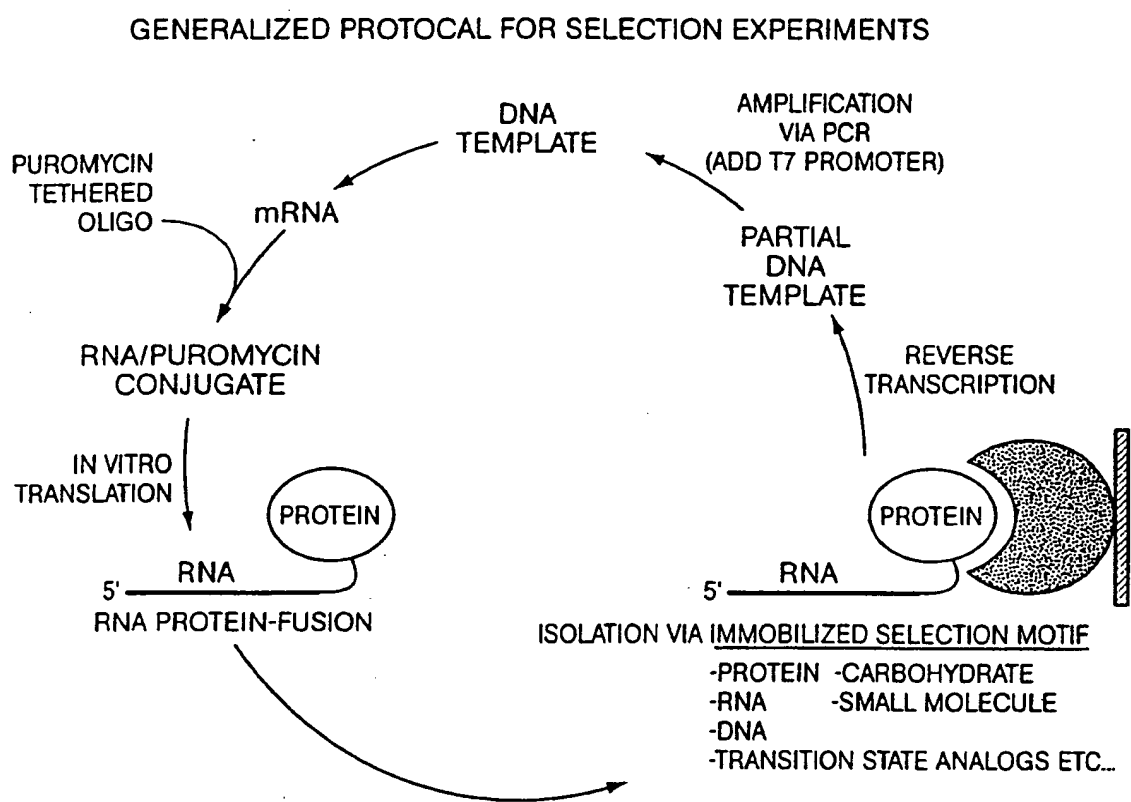 GENERALIZED PROTOCAL FOR SELECTION EXPERIMENTS
DNA
TEMPLATE
AMPLIFICATION
VIA PCR
(ADD T7 PROMOTER)
PUROMYCIN
TETHERED
OLIGO
mRNA
PARTIAL
DNA
TEMPLATE
RNA/PUROMYCIN
CONJUGATE
REVERSE
TRANSCRIPTION
IN VITRO
TRANSLATION
PROTEIN
RNA
5'
RNA PROTEIN-FUSION
PROTEIN
RNA
5'
ISOLATION VIA IMMOBILIZED SELECTION MOTIF
-PROTEIN -CARBOHYDRATE
-RNA -SMALL MOLECULE
-DNA
-TRANSITION STATE ANALOGS ETC...